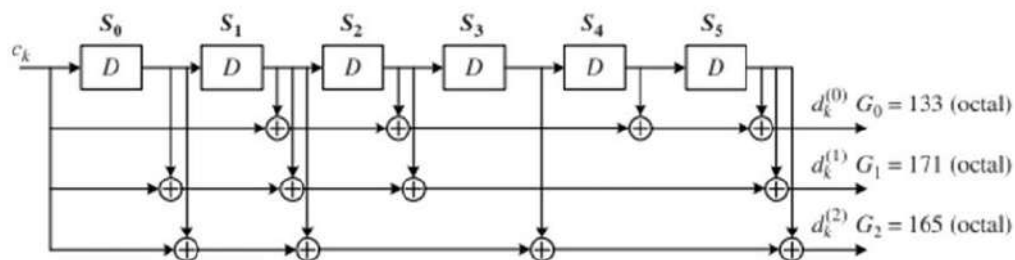 S₀ S₁ S₂ S₃ S₄ S₅
cₖ D D D D D D
dₖ⁽⁰⁾ G₀ = 133 (octal)
dₖ⁽¹⁾ G₁ = 171 (octal)
dₖ⁽²⁾ G₂ = 165 (octal)